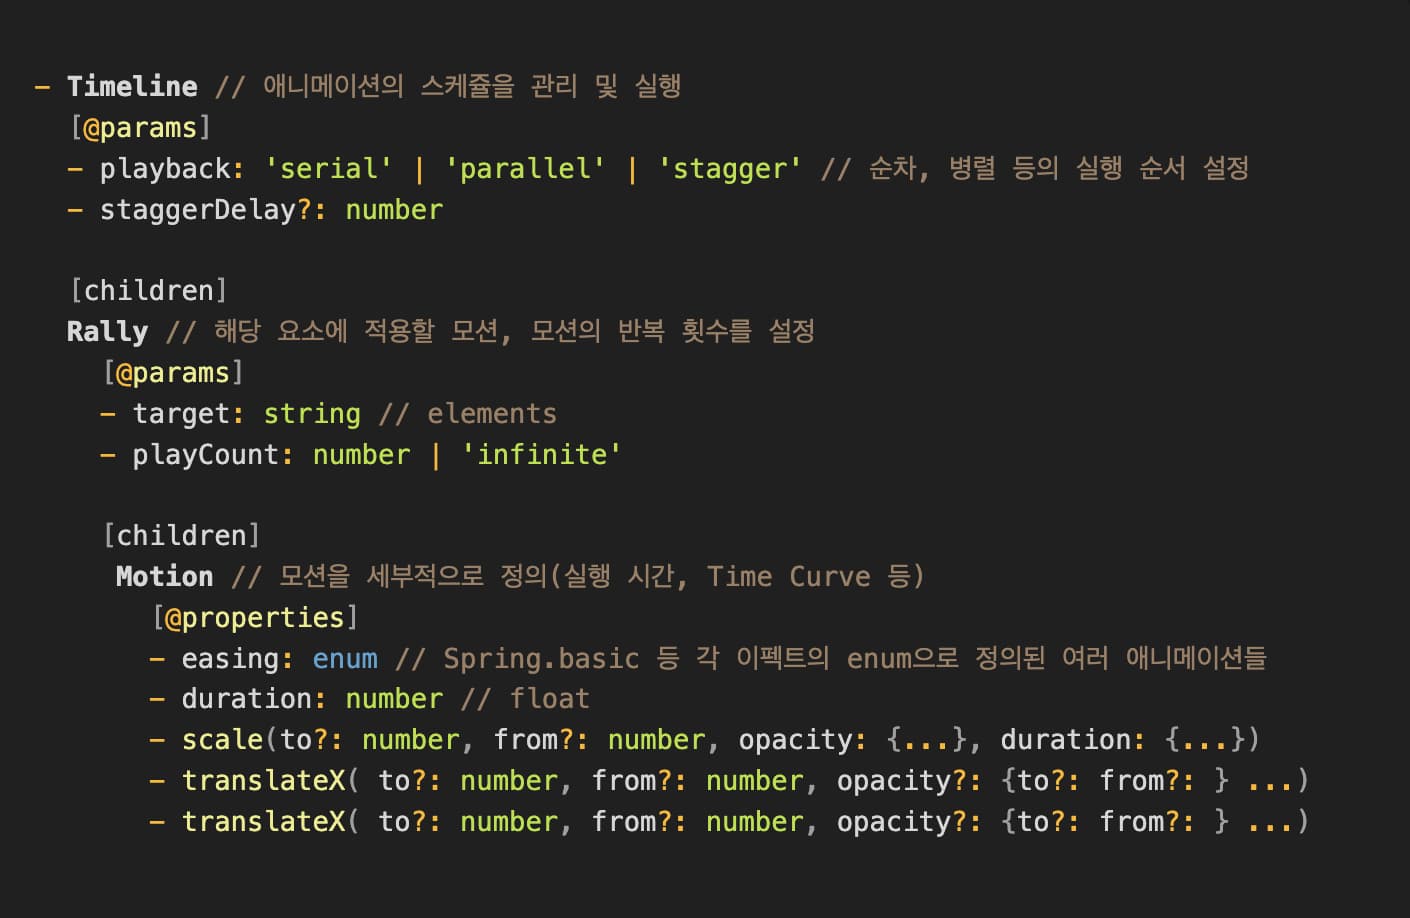 - Timeline // 애니메이션의 스케쥴을 관리 및 실행
[@params]
- playback: 'serial' | 'parallel' | 'stagger' // 순차, 병렬 등의 실행 순서 설정
- staggerDelay?: number
[children]
Rally // 해당 요소에 적용할 모션, 모션의 반복 횟수를 설정
[@params]
- target: string // elements
- playCount: number | 'infinite'
[children]
Motion // 모션을 세부적으로 정의(실행 시간, Time Curve 등)
[@properties]
- easing: enum // Spring.basic 등 각 이펙트의 enum으로 정의된 여러 애니메이션들
- duration: number // float
- scale(to?: number, from?: number, opacity: {...}, duration: {...})
- translateX( to?: number, from?: number, opacity?: {to?: from?: } ...)
- translateX( to?: number, from?: number, opacity?: {to?: from?: } ...)